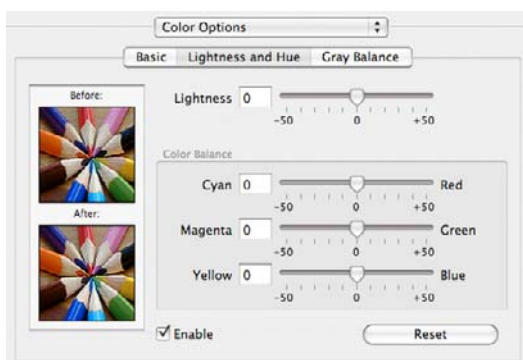 Color Options
Basic Lightness and Hue Gray Balance
Before:
After:
Lightness 0
-50 0 +50
Color Balance
Cyan 0 Red
-50 0 +50
Magenta 0 Green
-50 0 +50
Yellow 0 Blue
-50 0 +50
Enable
Reset